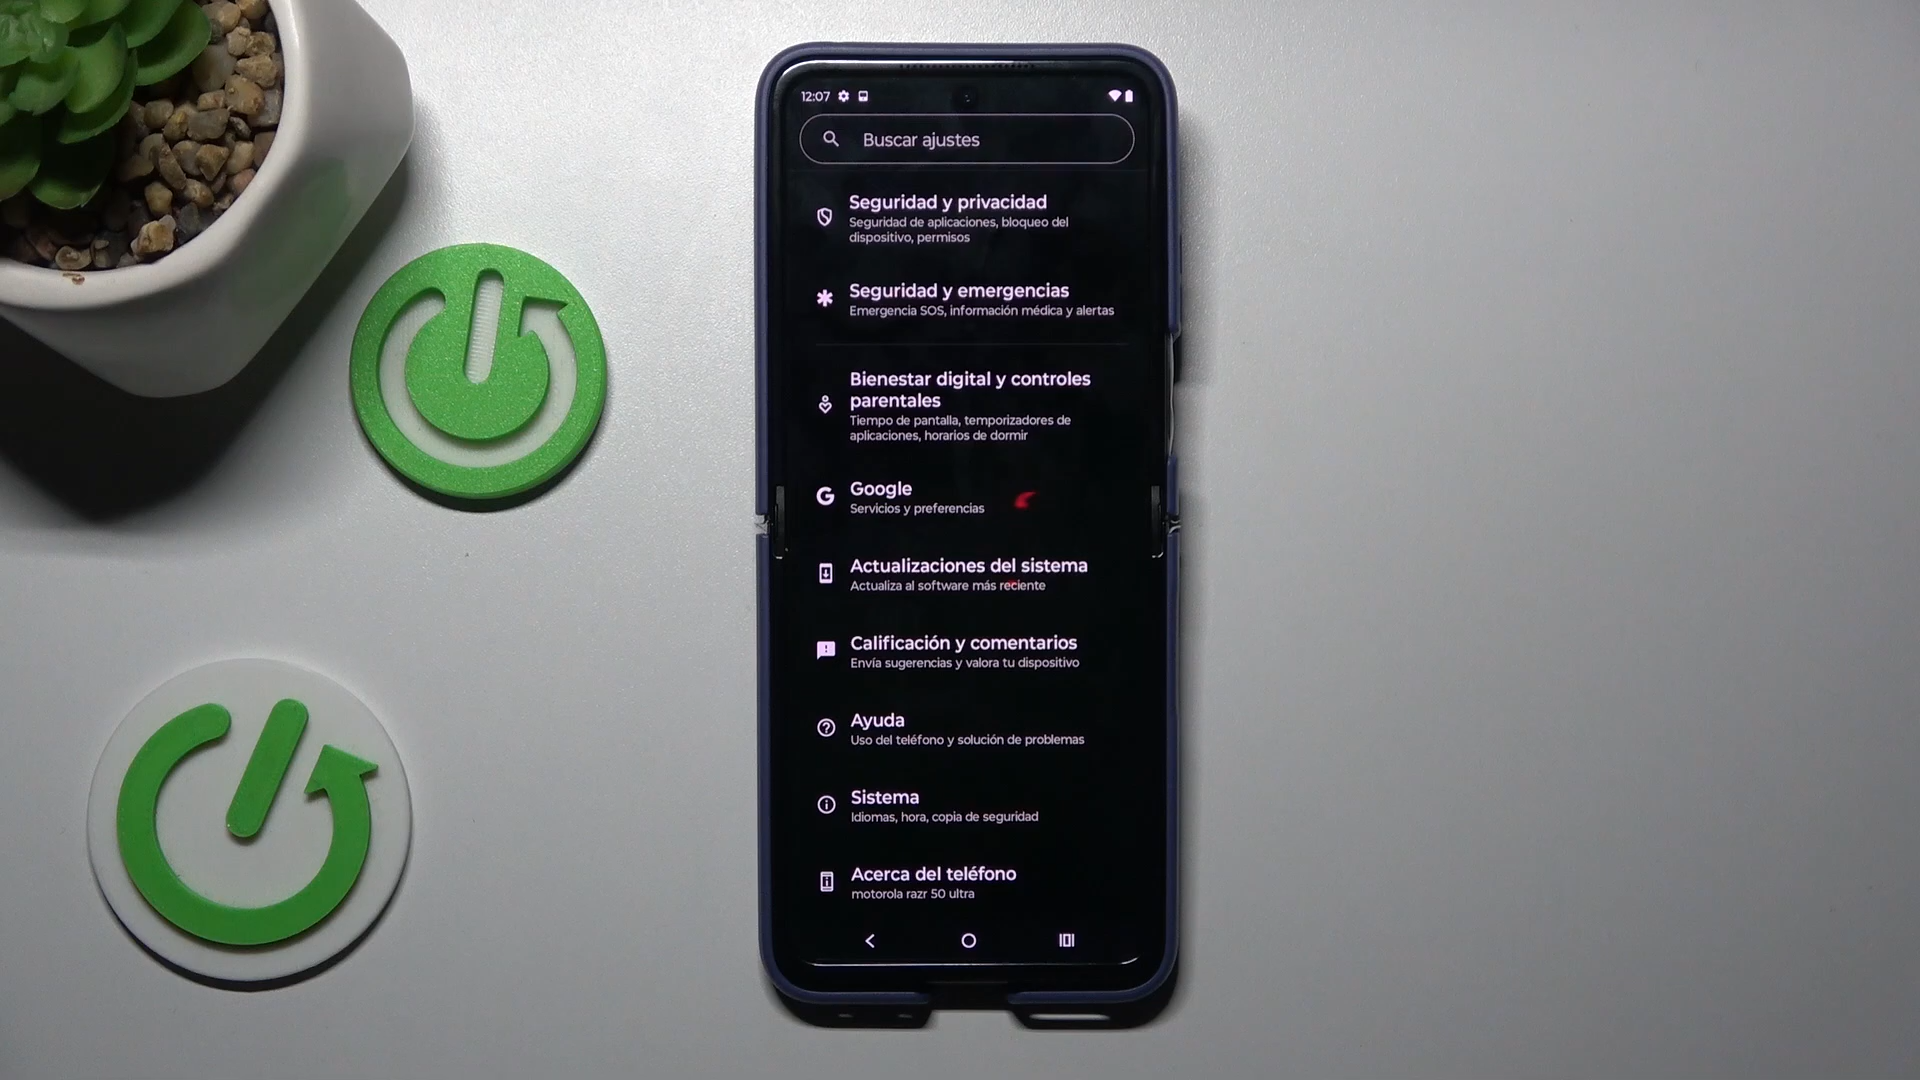 12:07
Buscar ajustes
Seguridad y privacidad
Seguridad de aplicaciones, bloqueo del
dispositivo, permisos
Seguridad y emergencias
Emergencia SOS, información médica y alertas
Bienestar digital y controles
parentales
Tiempo de pantalla, temporizadores de
aplicaciones, horarios de dormir
Google
Servicios y preferencias
Actualizaciones del sistema
Actualiza al software más reciente
Calificación y comentarios
Envía sugerencias y valora tu dispositivo
Ayuda
Uso del teléfono y solución de problemas
Sistema
Idiomas, hora, copia de seguridad
Acerca del teléfono
motorola razr 50 ultra